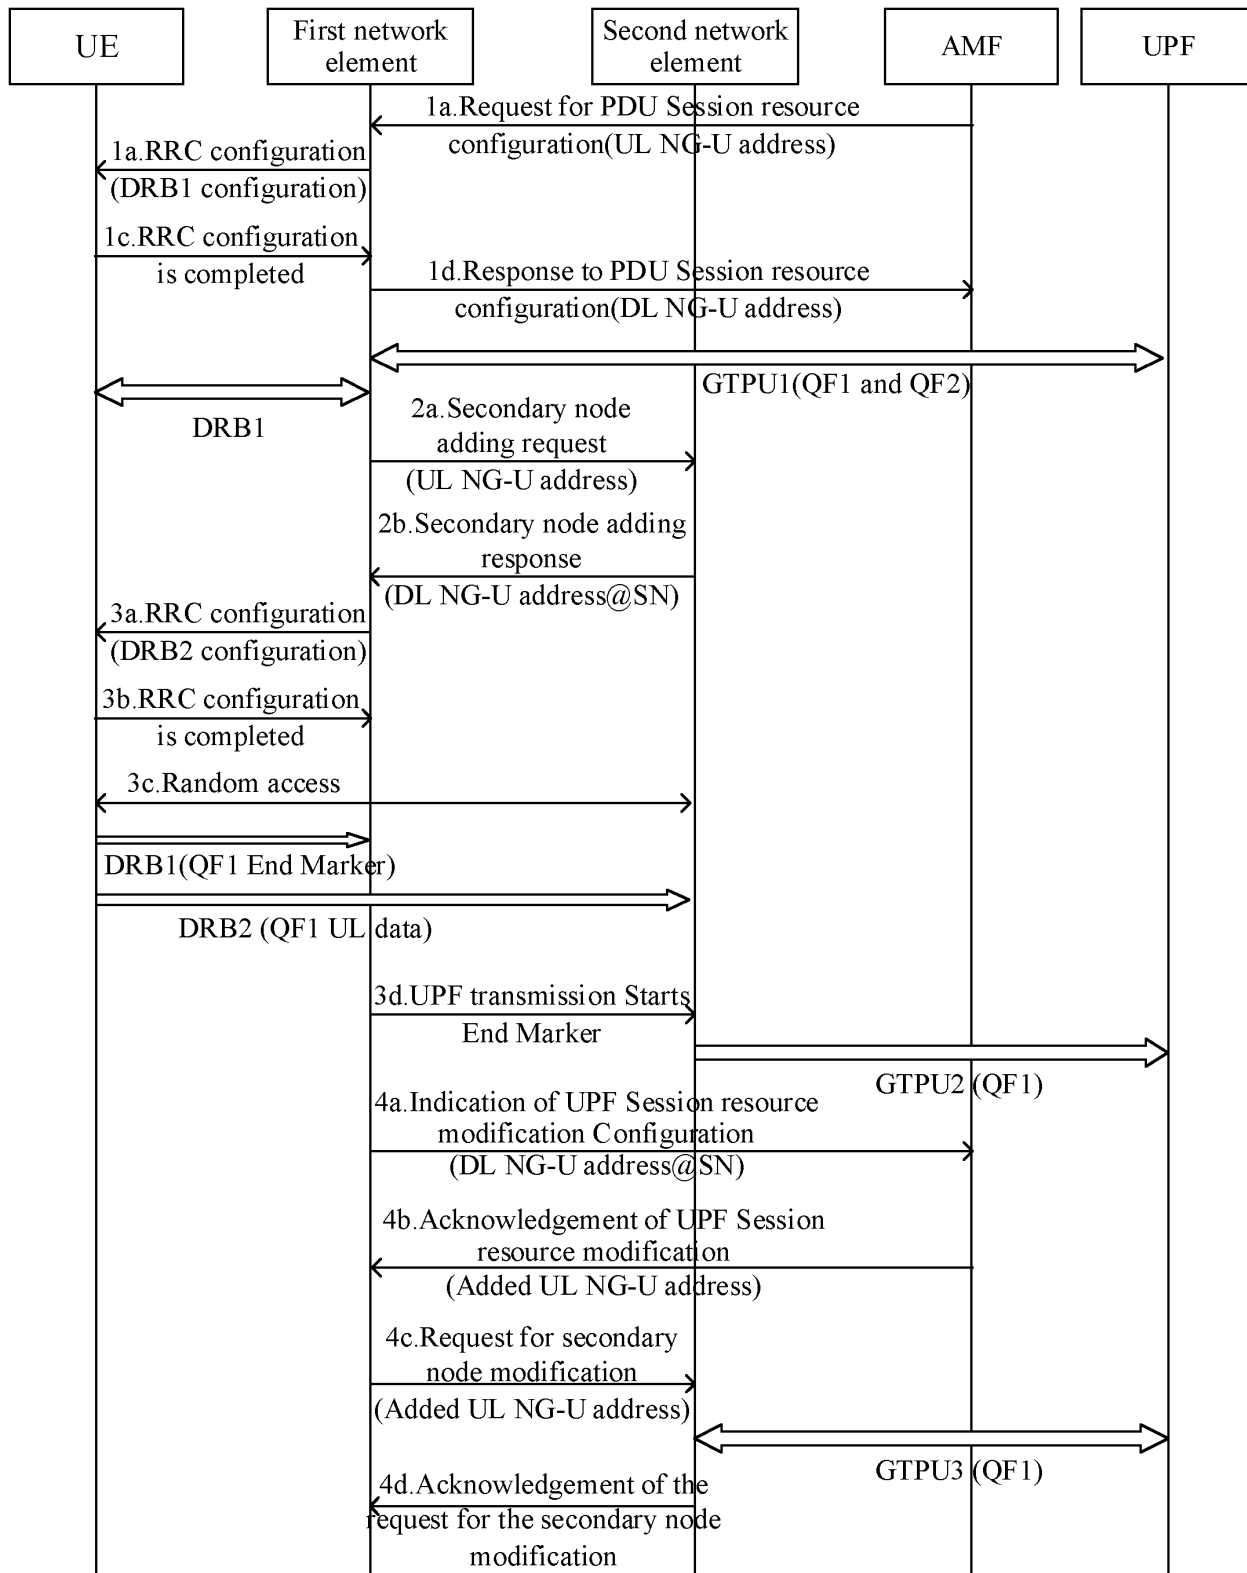 UE
First network
element
Second network
element
AMF
UPF
1a.Request for PDU Session resource
configuration(UL NG-U address)
1a.RRC configuration
(DRB1 configuration)
1c.RRC configuration
is completed
1d.Response to PDU Session resource
configuration(DL NG-U address)
GTPU1(QF1 and QF2)
DRB1
2a.Secondary node
adding request
(UL NG-U address)
2b.Secondary node adding
response
(DL NG-U address@SN)
3a.RRC configuration
(DRB2 configuration)
3b.RRC configuration
is completed
3c.Random access
DRB1(QF1 End Marker)
DRB2 (QF1 UL data)
3d.UPF transmission Starts
End Marker
GTPU2 (QF1)
4a.Indication of UPF Session resource
modification Configuration
(DL NG-U address@SN)
4b.Acknowledgement of UPF Session
resource modification
(Added UL NG-U address)
4c.Request for secondary
node modification
(Added UL NG-U address)
GTPU3 (QF1)
4d.Acknowledgement of the
request for the secondary node
modification